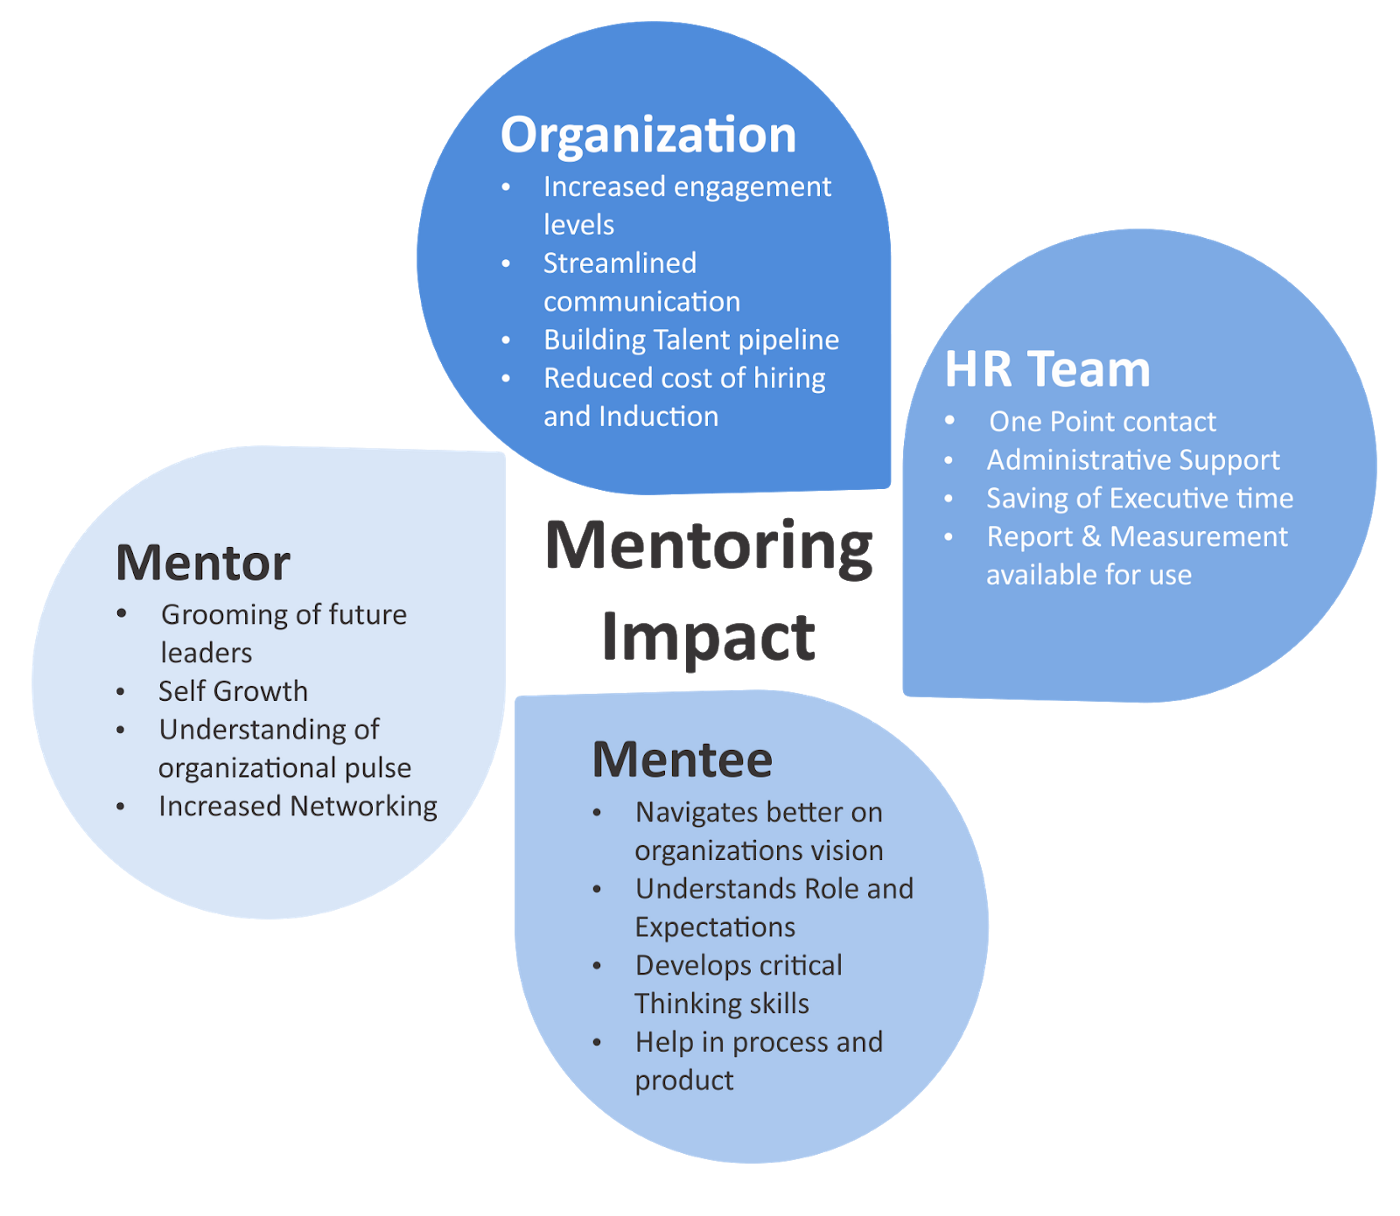 Organization
• Increased engagement
levels
• Streamlined
communication
• Building Talent pipeline
• Reduced cost of hiring
and Induction
HR Team
• One Point contact
• Administrative Support
• Saving of Executive time
• Report & Measurement
available for use
Mentoring
Impact
Mentor
• Grooming of future
leaders
• Self Growth
• Understanding of
organizational pulse
• Increased Networking
Mentee
• Navigates better on
organizations vision
• Understands Role and
Expectations
• Develops critical
Thinking skills
• Help in process and
product